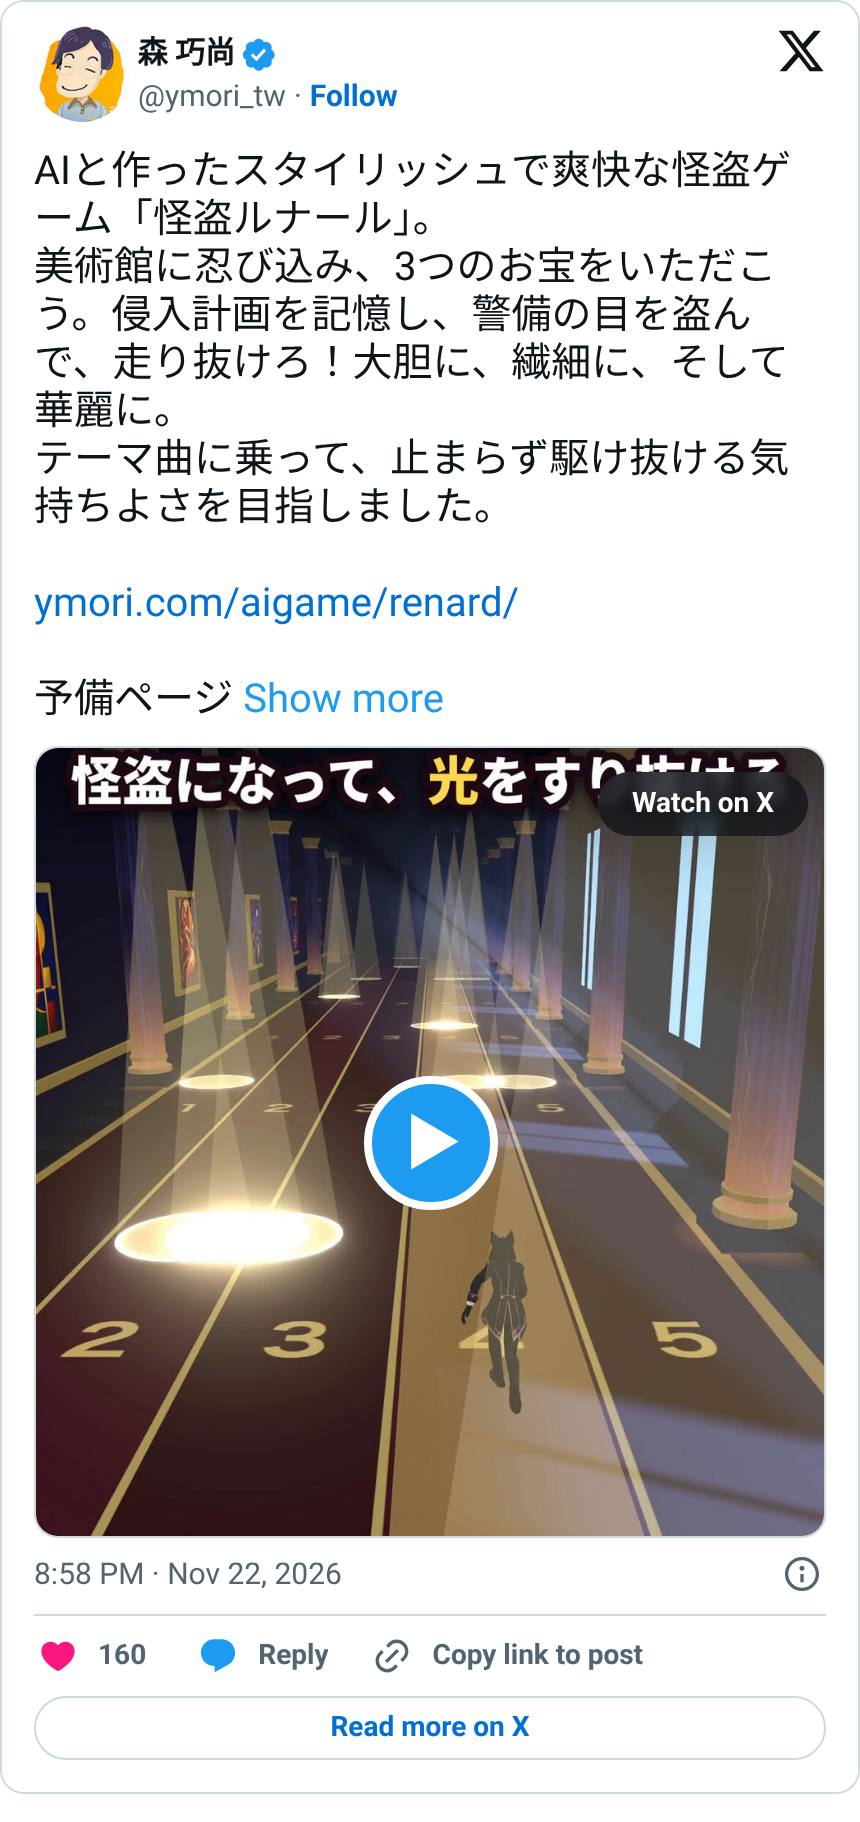 森 巧尚
@ymori_tw · Follow
AIと作ったスタイリッシュで爽快な怪盗ゲ
ーム「怪盗ルナール」。
美術館に忍び込み、3つのお宝をいただこ
う。侵入計画を記憶し、警備の目を盗ん
で、走り抜けろ！大胆に、繊細に、そして
華麗に。
テーマ曲に乗って、止まらず駆け抜ける気
持ちよさを目指しました。
ymori.com/aigame/renard/
予備ページ Show more
怪盗になって、光をすり抜ける
Watch on X
1 2 3 5
2 3 4 5
8:58 PM · Nov 22, 2026
160 Reply Copy link to post
Read more on X